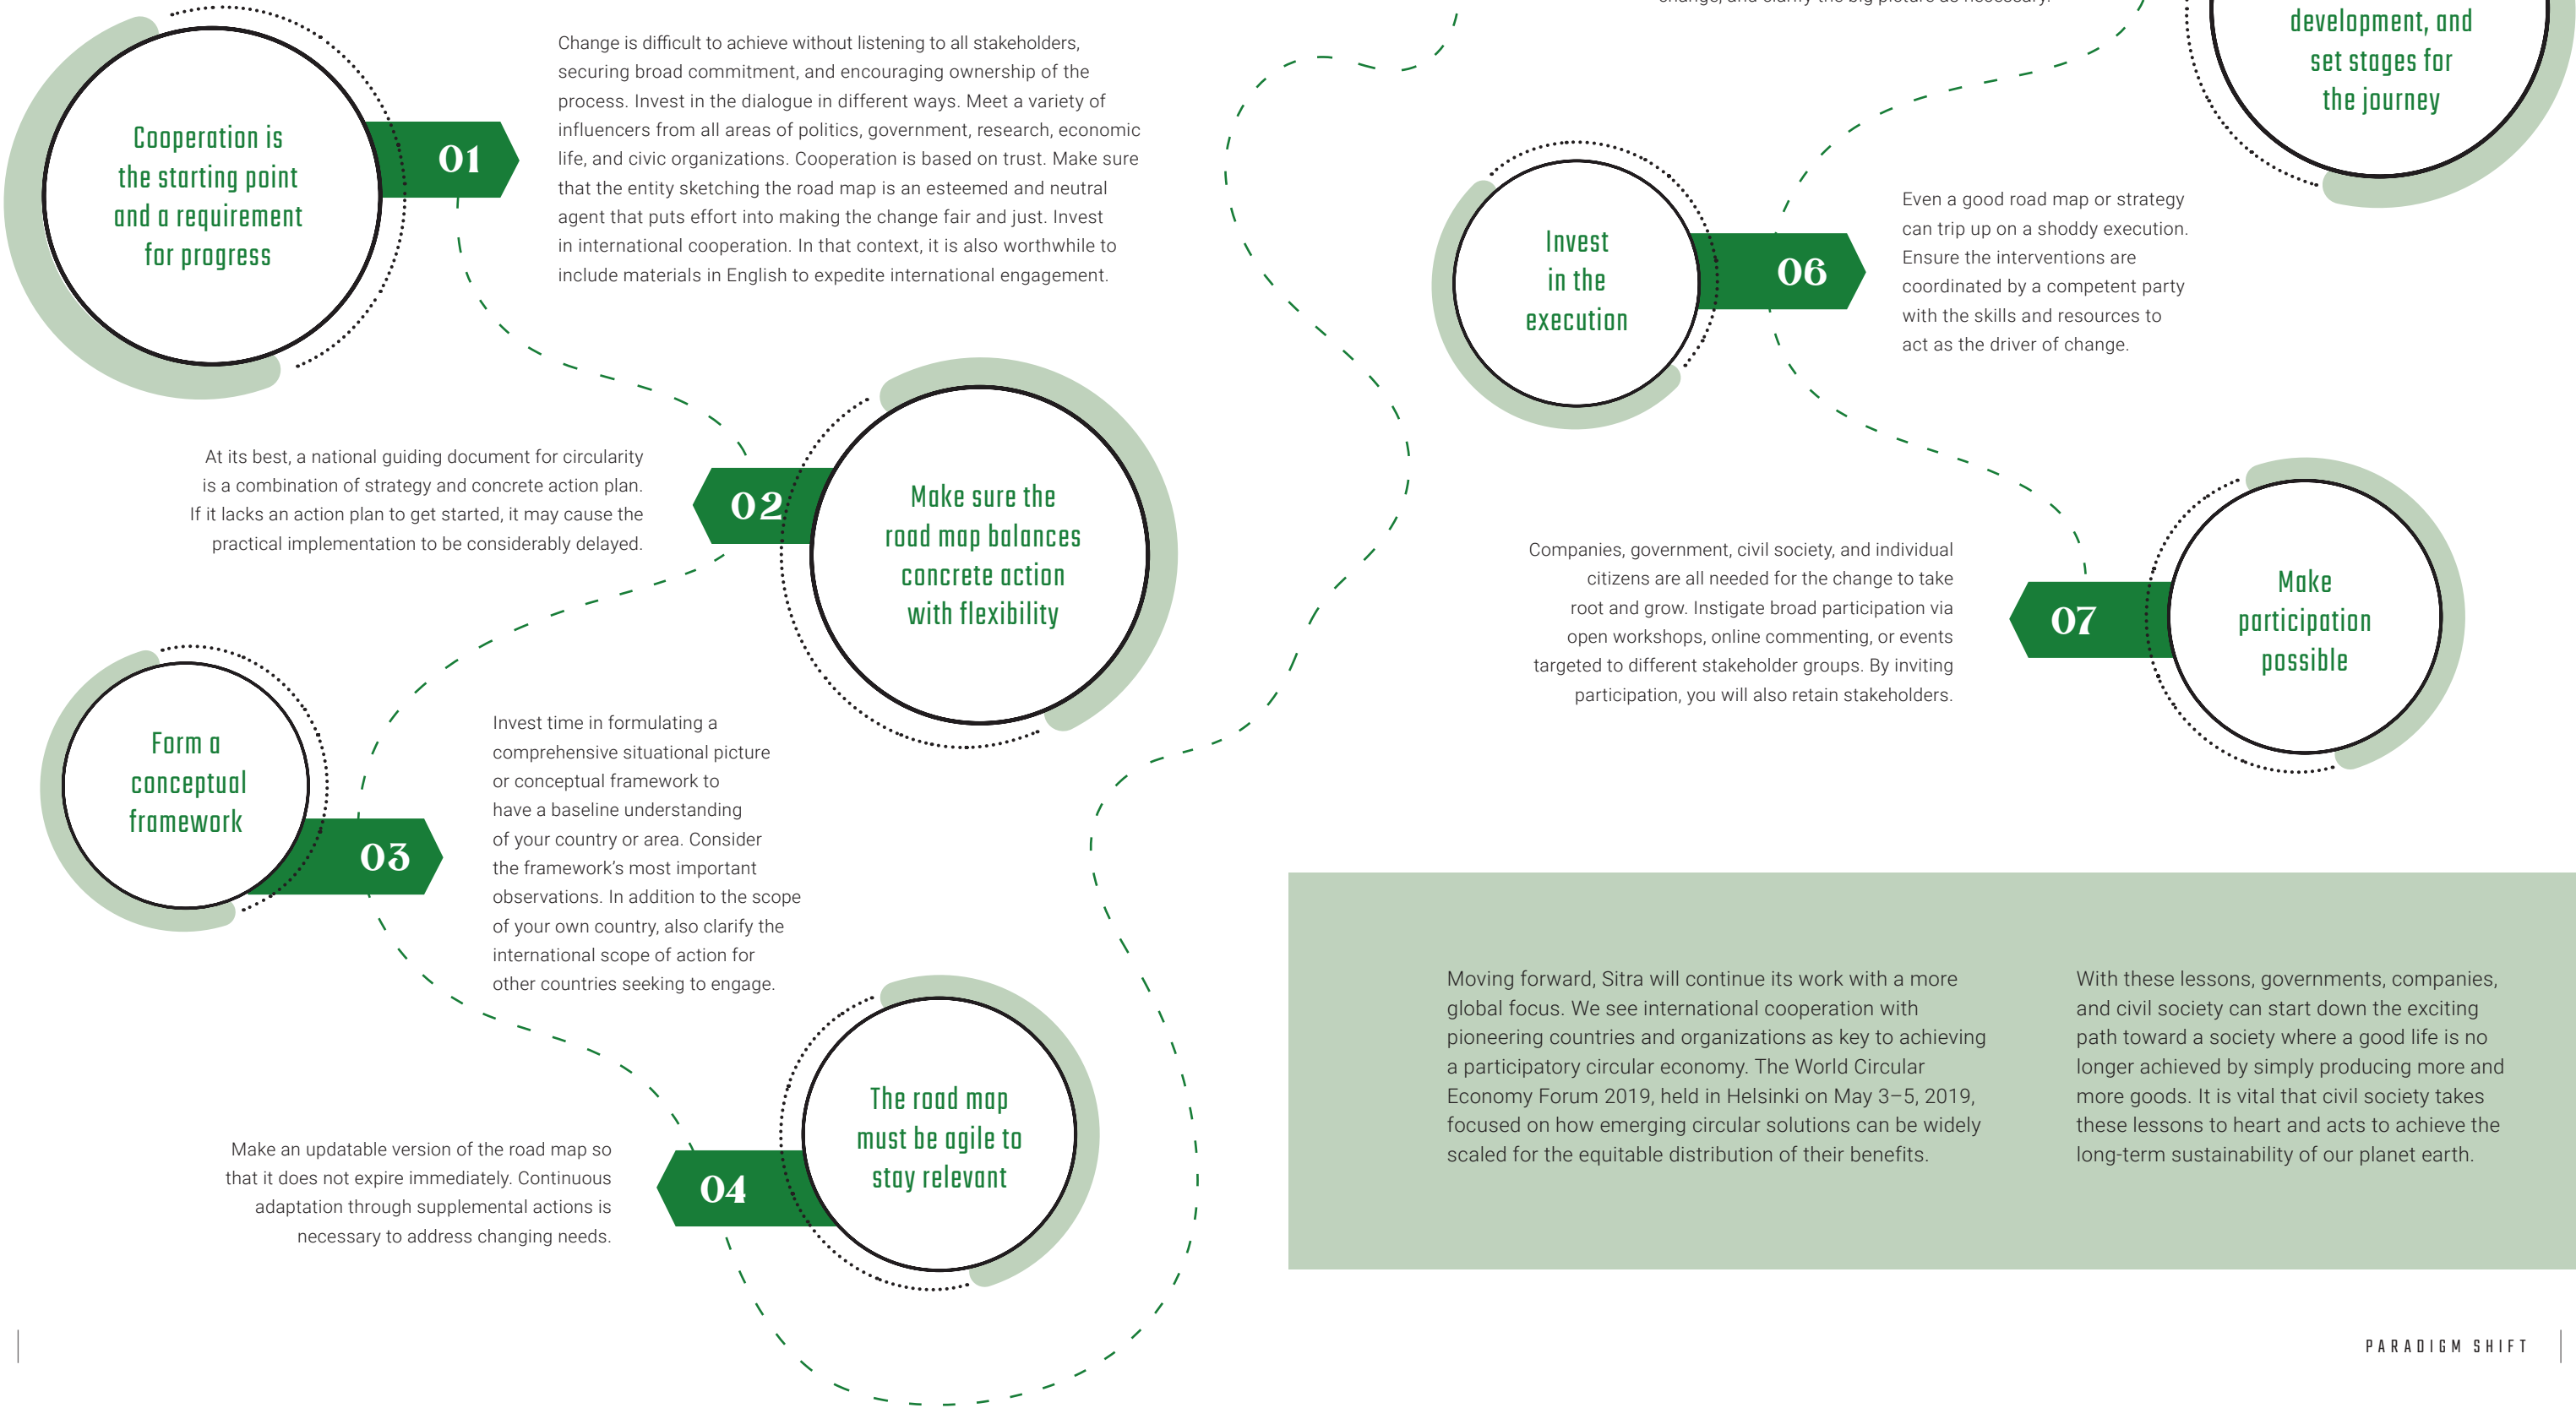 Cooperation is
the starting point
and a requirement
for progress
01
Change is difficult to achieve without listening to all stakeholders,
securing broad commitment, and encouraging ownership of the
process. Invest in the dialogue in different ways. Meet a variety of
influencers from all areas of politics, government, research, economic
life, and civic organizations. Cooperation is based on trust. Make sure
that the entity sketching the road map is an esteemed and neutral
agent that puts effort into making the change fair and just. Invest
in international cooperation. In that context, it is also worthwhile to
include materials in English to expedite international engagement.
At its best, a national guiding document for circularity
is a combination of strategy and concrete action plan.
If it lacks an action plan to get started, it may cause the
practical implementation to be considerably delayed.
02
Make sure the
road map balances
concrete action
with flexibility
Form a
conceptual
framework
03
Invest time in formulating a
comprehensive situational picture
or conceptual framework to
have a baseline understanding
of your country or area. Consider
the framework’s most important
observations. In addition to the scope
of your own country, also clarify the
international scope of action for
other countries seeking to engage.
Make an updatable version of the road map so
that it does not expire immediately. Continuous
adaptation through supplemental actions is
necessary to address changing needs.
04
The road map
must be agile to
stay relevant
change, and clarify the big picture as necessary.
development, and
set stages for
the journey
Invest
in the
execution
06
Even a good road map or strategy
can trip up on a shoddy execution.
Ensure the interventions are
coordinated by a competent party
with the skills and resources to
act as the driver of change.
Companies, government, civil society, and individual
citizens are all needed for the change to take
root and grow. Instigate broad participation via
open workshops, online commenting, or events
targeted to different stakeholder groups. By inviting
participation, you will also retain stakeholders.
07
Make
participation
possible
Moving forward, Sitra will continue its work with a more
global focus. We see international cooperation with
pioneering countries and organizations as key to achieving
a participatory circular economy. The World Circular
Economy Forum 2019, held in Helsinki on May 3–5, 2019,
focused on how emerging circular solutions can be widely
scaled for the equitable distribution of their benefits.
With these lessons, governments, companies,
and civil society can start down the exciting
path toward a society where a good life is no
longer achieved by simply producing more and
more goods. It is vital that civil society takes
these lessons to heart and acts to achieve the
long-term sustainability of our planet earth.
PARADIGM SHIFT